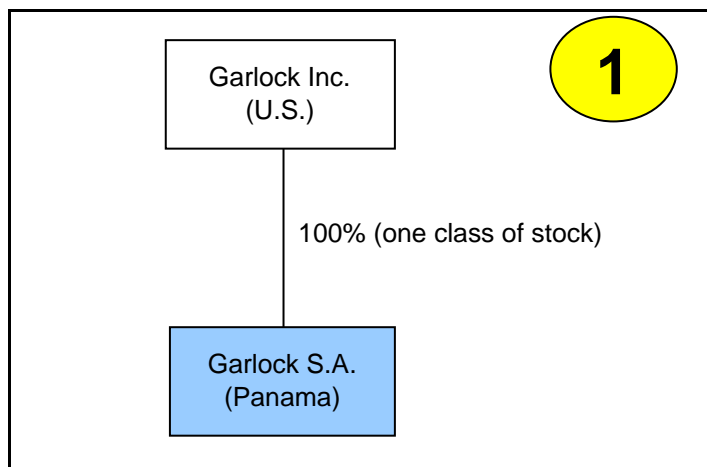 Garlock Inc.
(U.S.)
1
100% (one class of stock)
Garlock S.A.
(Panama)